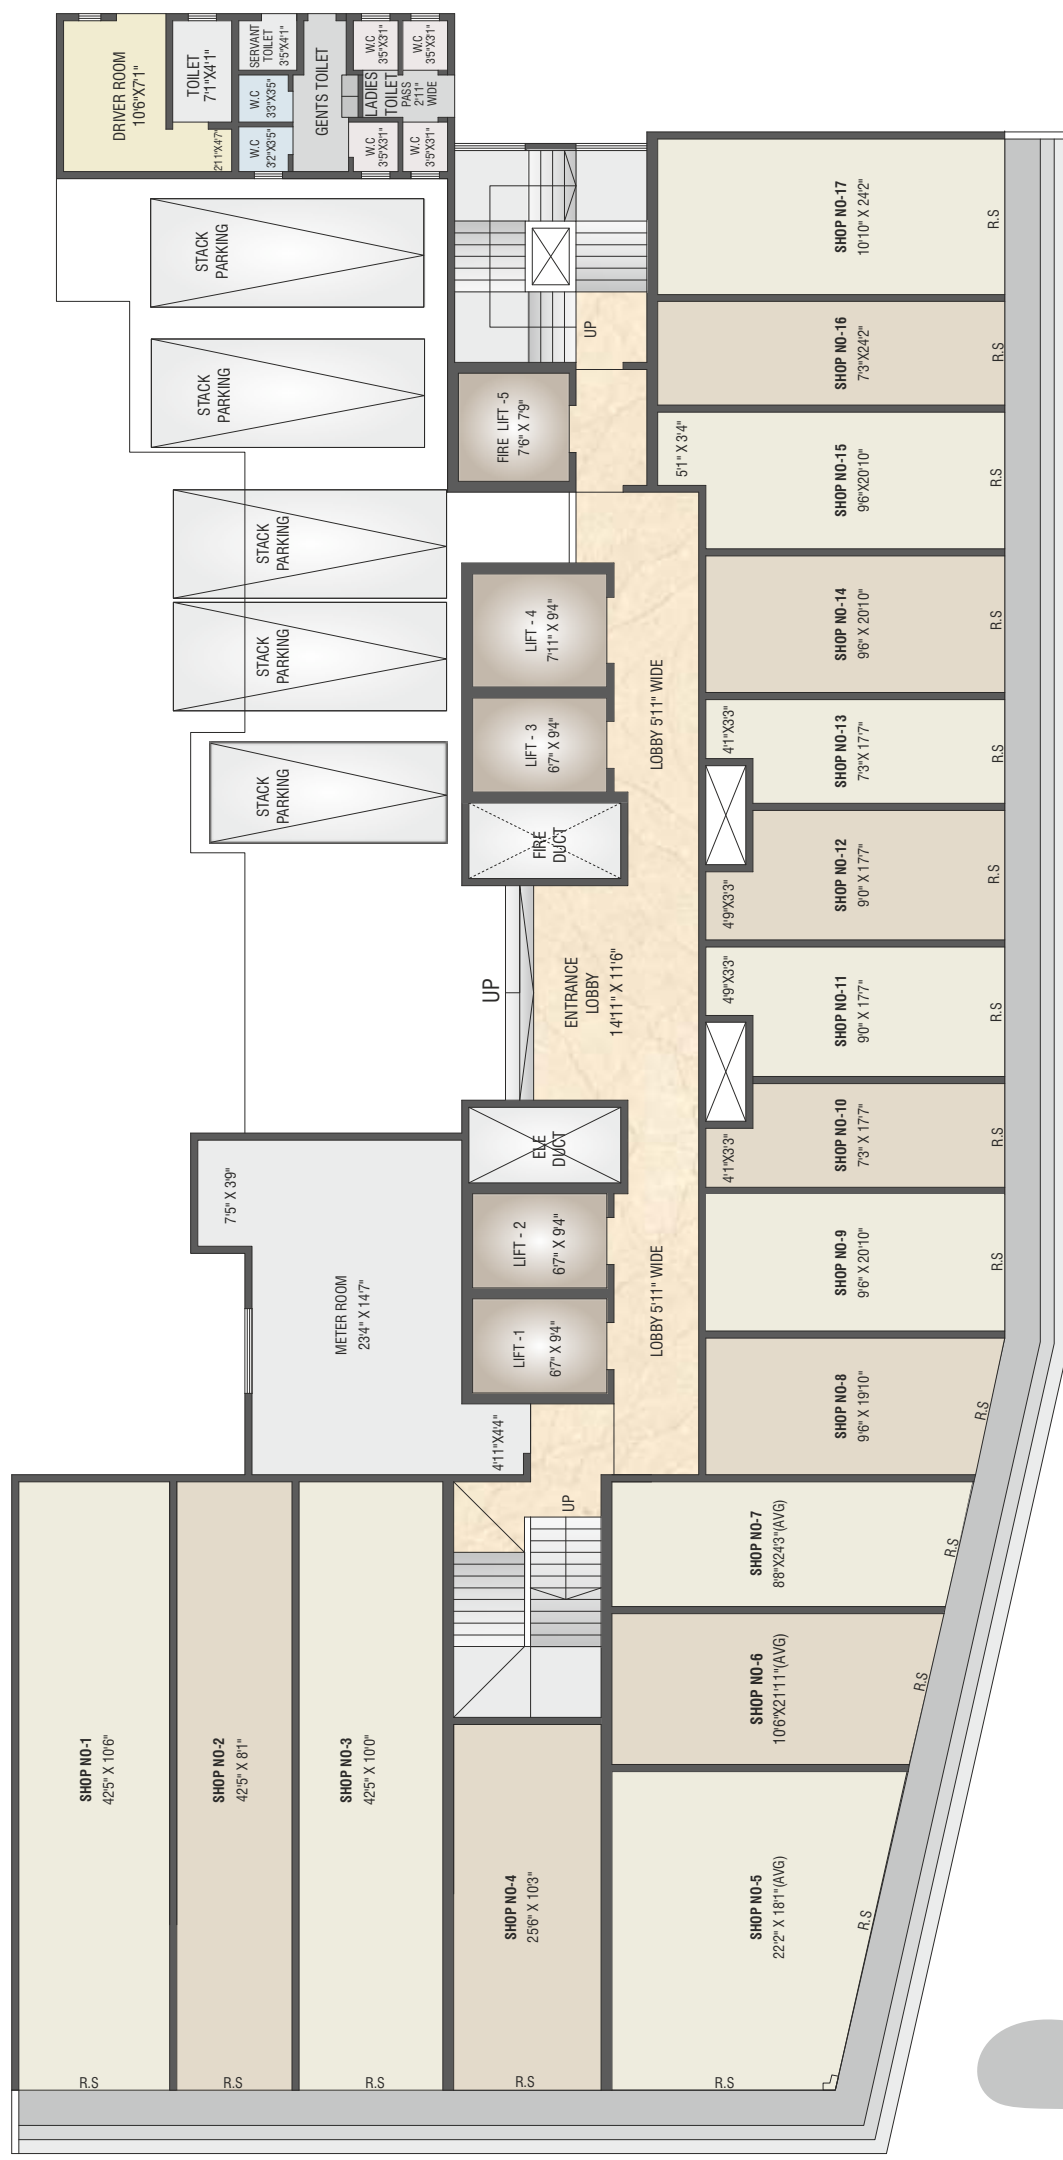 DRIVER ROOM
10'6"X7'1"
TOILET
7'1"X4'1"
2'11"X4'7"
SERVANT
TOILET
3'5"X4'1"
W.C
3'3"X3'5"
W.C
3'2"X3'5"
GENTS TOILET
W.C
3'5"X3'1"
W.C
3'5"X3'1"
LADIES
TOILET
PASS
2'11"
WIDE
W.C
3'5"X3'1"
W.C
3'5"X3'1"
STACK
PARKING
STACK
PARKING
STACK
PARKING
STACK
PARKING
STACK
PARKING
UP
FIRE LIFT -5
7'6" X 7'9"
LIFT - 4
7'11" X 9'4"
LIFT - 3
6'7" X 9'4"
FIRE
DUCT
LOBBY 5'11" WIDE
UP
ENTRANCE
LOBBY
14'11" X 11'6"
ELE
DUCT
LIFT - 2
6'7" X 9'4"
LIFT -1
6'7" X 9'4"
LOBBY 5'11" WIDE
7'5" X 3'9"
METER ROOM
23'4" X 14'7"
4'11"X4'4"
UP
SHOP NO-17
10'10" X 24'2"
R.S
SHOP NO-16
7'3"X24'2"
R.S
5'1" X 3'4"
SHOP NO-15
9'6"X20'10"
R.S
SHOP NO-14
9'6" X 20'10"
R.S
4'1"X3'3"
SHOP NO-13
7'3"X 17'7"
R.S
4'9"X3'3"
SHOP NO-12
9'0" X 17'7"
R.S
4'9"X3'3"
SHOP NO-11
9'0" X 17'7"
R.S
4'1"X3'3"
SHOP NO-10
7'3" X 17'7"
R.S
SHOP NO-9
9'6" X 20'10"
R.S
SHOP NO-8
9'6" X 19'10"
R.S
SHOP NO-7
8'8"X24'3"(AVG)
R.S
SHOP NO-6
10'6"X21'11"(AVG)
R.S
SHOP NO-5
22'2" X 18'1"(AVG)
R.S
R.S
SHOP NO-4
25'6" X 10'3"
R.S
SHOP NO-3
42'5" X 10'0"
R.S
SHOP NO-2
42'5" X 8'1"
R.S
SHOP NO-1
42'5" X 10'6"
R.S